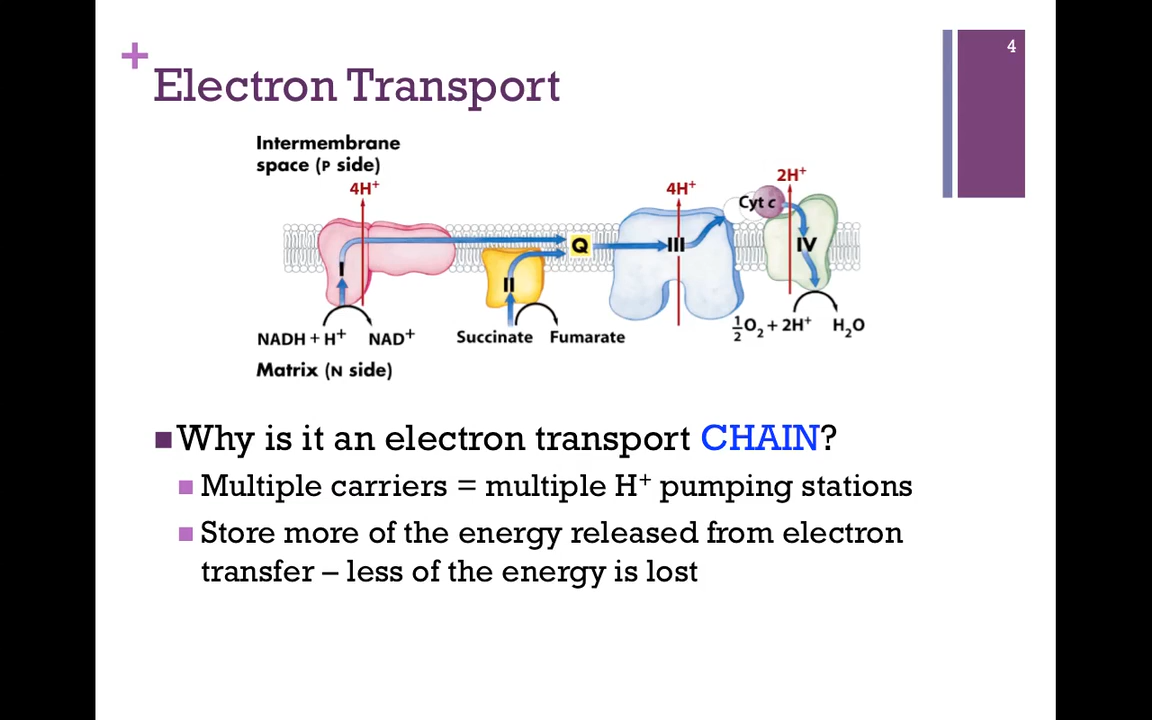 4
+
Electron Transport
Intermembrane
space (P side)
4H⁺
4H⁺
2H⁺
Cyt c
I
II
Q
III
IV
NADH + H⁺
NAD⁺
Succinate
Fumarate
½O₂ + 2H⁺
H₂O
Matrix (N side)
Why is it an electron transport CHAIN?
Multiple carriers = multiple H⁺ pumping stations
Store more of the energy released from electron
transfer – less of the energy is lost